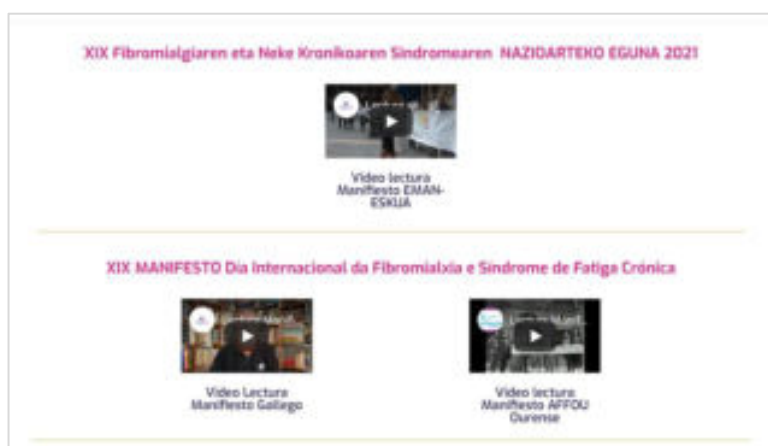 XIX Fibromialgiaren eta Neke Kronikoaren Sindromearen NAZIOARTEKO EGUNA 2021
Video lectura
Manifiesto EMAN-
ESKUA
XIX MANIFESTO Día Internacional da Fibromialxia e Síndrome de Fatiga Crónica
Video Lectura
Manifiesto Gallego
Video lectura
Manifiesto AFFOU
Ourense